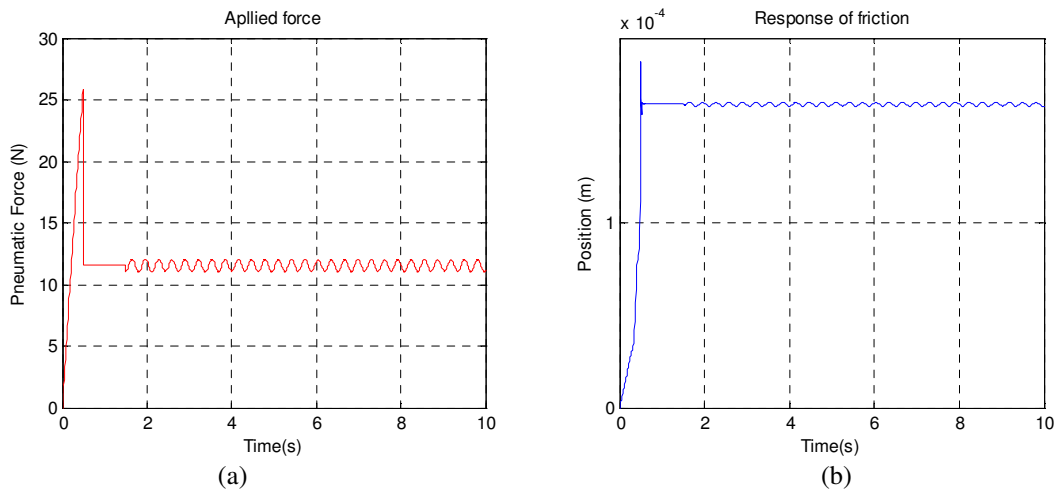 Apllied force
30
25
20
15
10
5
0
Pneumatic Force (N)
0 2 4 6 8 10
Time(s)
(a)
x 10^-4
Response of friction
1
0
Position (m)
0 2 4 6 8 10
Time(s)
(b)